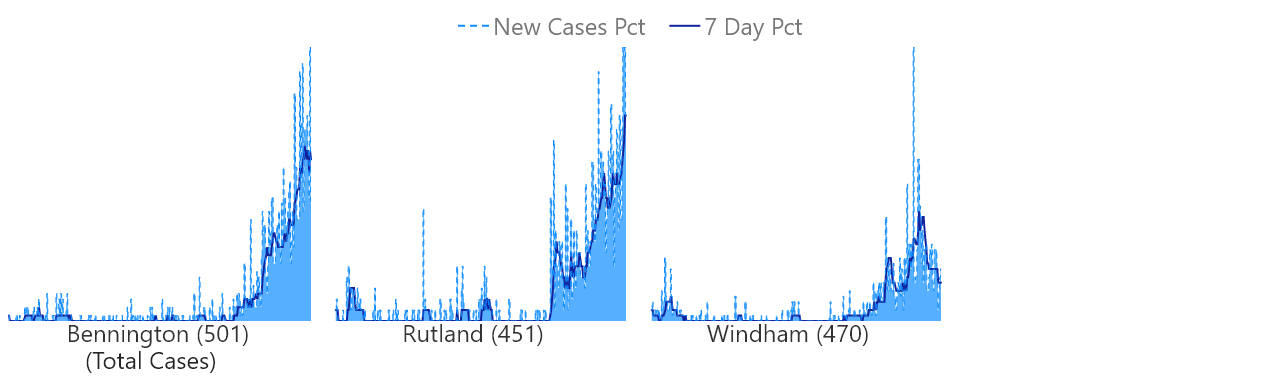 New Cases Pct 7 Day Pct
Bennington (501) Rutland (451) Windham (470)
(Total Cases)